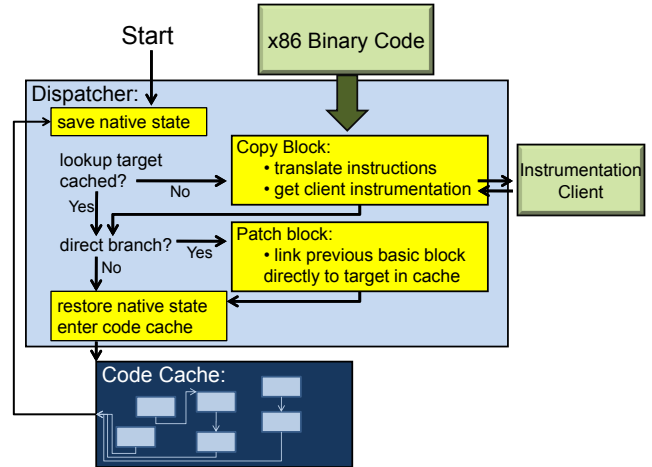 Start
x86 Binary Code
Dispatcher:
save native state
lookup target
cached?
No
Yes
Copy Block:
• translate instructions
• get client instrumentation
Instrumentation
Client
direct branch?
Yes
No
Patch block:
• link previous basic block
directly to target in cache
restore native state
enter code cache
Code Cache: